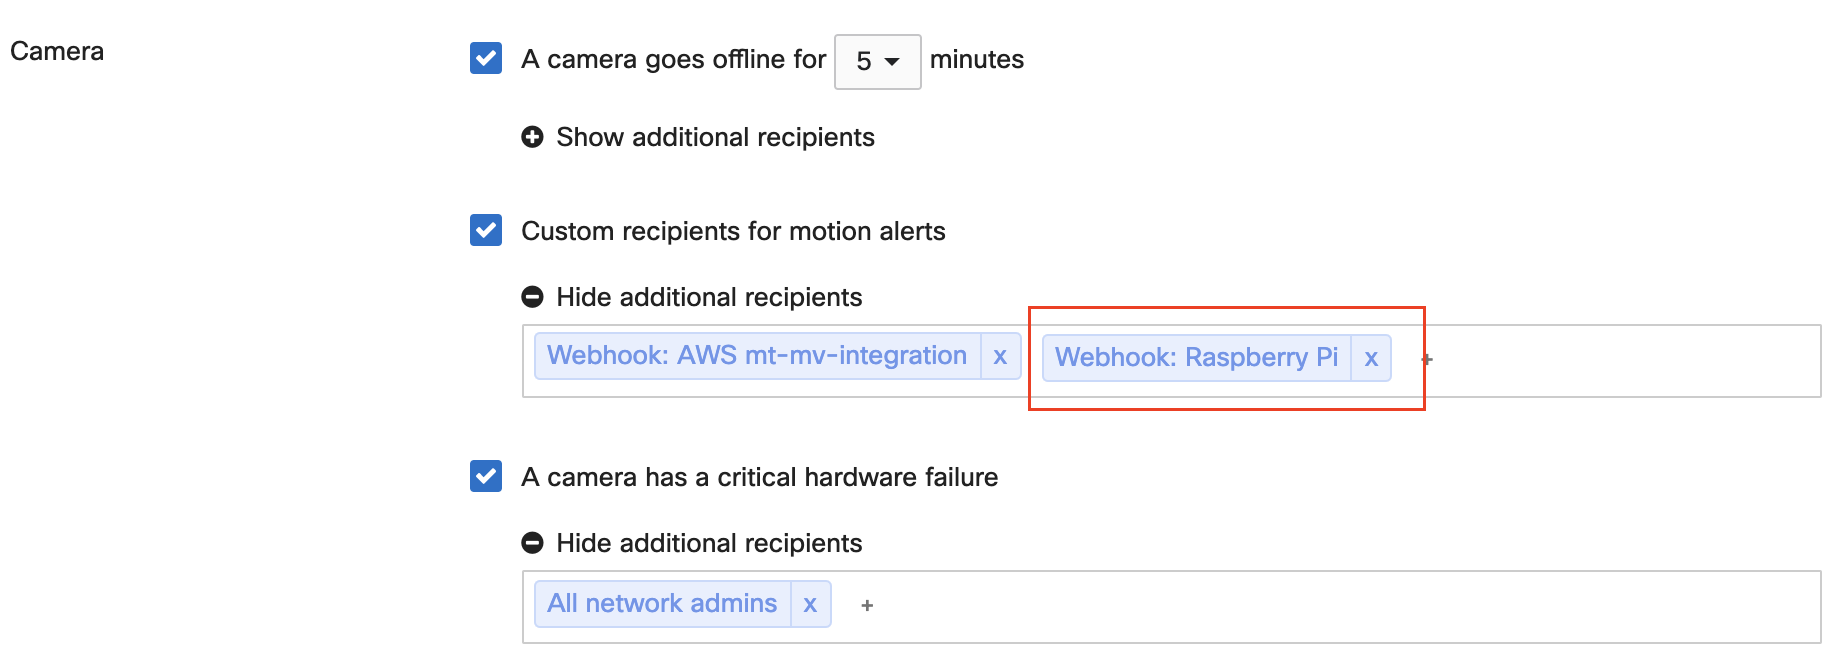 Camera
A camera goes offline for 5 minutes
Show additional recipients
Custom recipients for motion alerts
Hide additional recipients
Webhook: AWS mt-mv-integration x Webhook: Raspberry Pi x +
A camera has a critical hardware failure
Hide additional recipients
All network admins x +